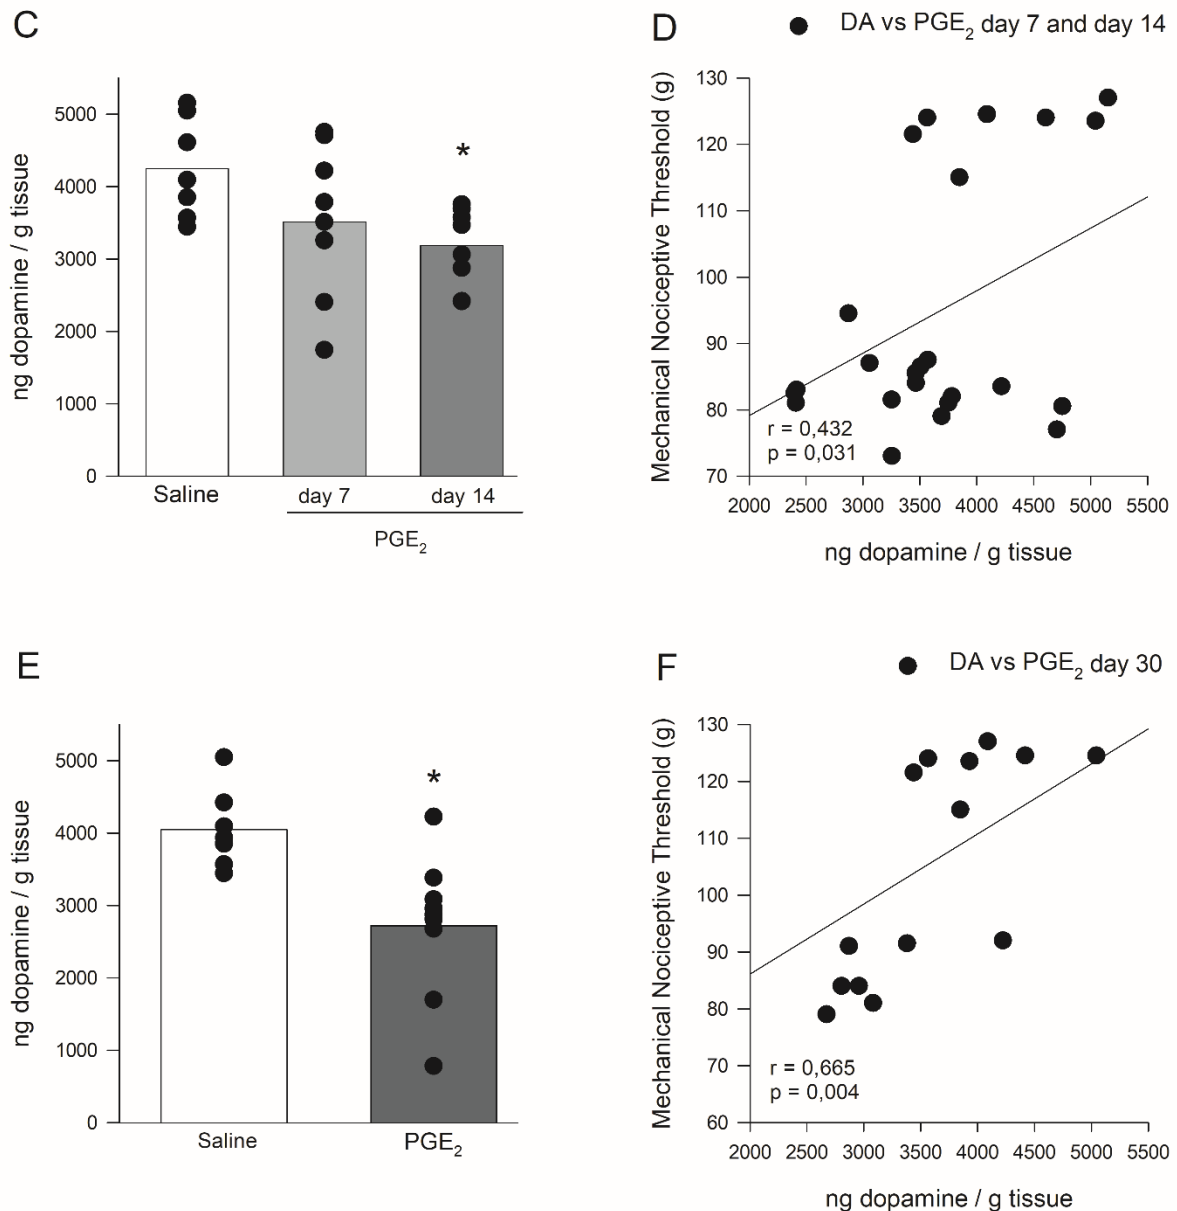 C
ng dopamine / g tissue
5000
4000
3000
2000
1000
0
*
Saline
day 7
day 14
PGE₂
D
DA vs PGE₂ day 7 and day 14
Mechanical Nociceptive Threshold (g)
130
120
110
100
90
80
70
r = 0,432
p = 0,031
2000 2500 3000 3500 4000 4500 5000 5500
ng dopamine / g tissue
E
ng dopamine / g tissue
5000
4000
3000
2000
1000
0
*
Saline
PGE₂
F
DA vs PGE₂ day 30
Mechanical Nociceptive Threshold (g)
130
120
110
100
90
80
70
60
r = 0,665
p = 0,004
2000 2500 3000 3500 4000 4500 5000 5500
ng dopamine / g tissue